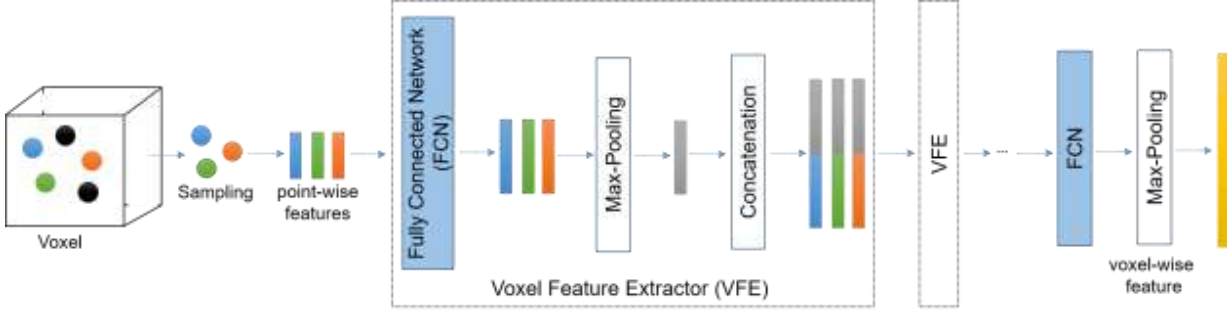 Voxel
Sampling
point-wise
features
Fully Connected Network
(FCN)
Max-Pooling
Concatenation
Voxel Feature Extractor (VFE)
VFE
...
FCN
Max-Pooling
voxel-wise
feature